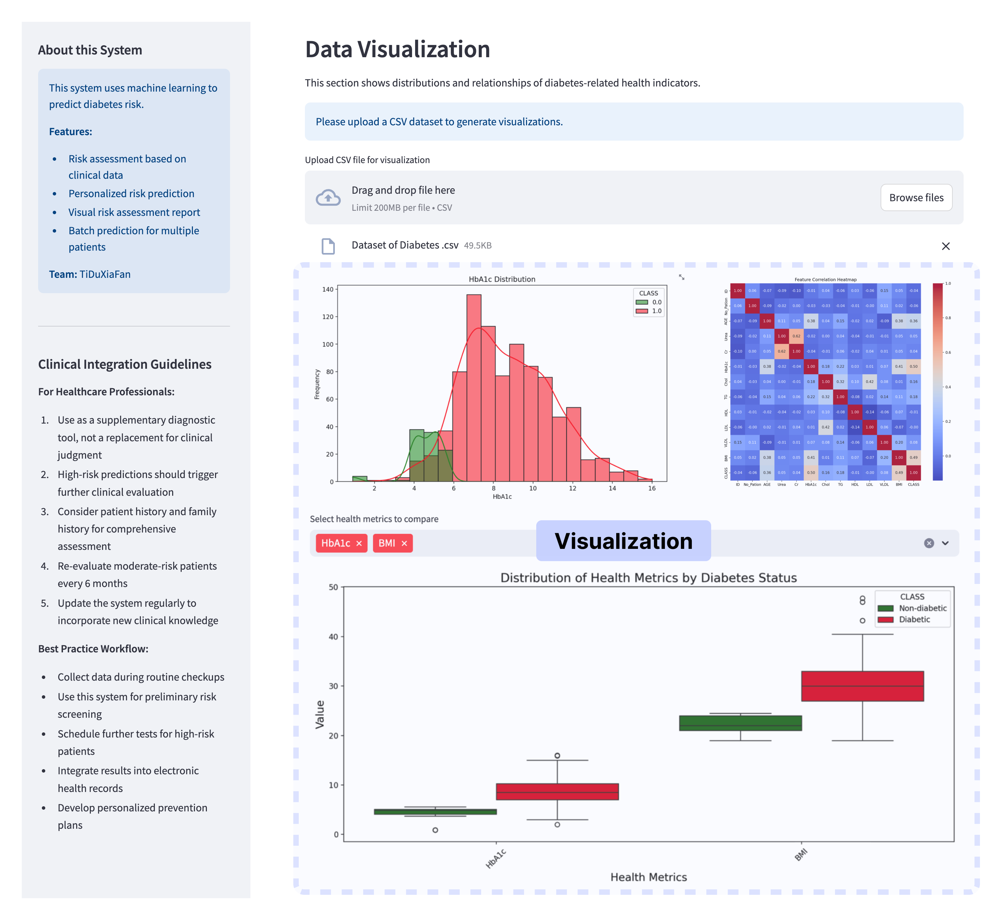 About this System
This system uses machine learning to
predict diabetes risk.
Features:
• Risk assessment based on
clinical data
• Personalized risk prediction
• Visual risk assessment report
• Batch prediction for multiple
patients
Team: TiDuXiaFan
Clinical Integration Guidelines
For Healthcare Professionals:
1. Use as a supplementary diagnostic
tool, not a replacement for clinical
judgment
2. High-risk predictions should trigger
further clinical evaluation
3. Consider patient history and family
history for comprehensive
assessment
4. Re-evaluate moderate-risk patients
every 6 months
5. Update the system regularly to
incorporate new clinical knowledge
Best Practice Workflow:
• Collect data during routine checkups
• Use this system for preliminary risk
screening
• Schedule further tests for high-risk
patients
• Integrate results into electronic
health records
• Develop personalized prevention
plans
Data Visualization
This section shows distributions and relationships of diabetes-related health indicators.
Please upload a CSV dataset to generate visualizations.
Upload CSV file for visualization
Drag and drop file here
Limit 200MB per file • CSV
Browse files
Dataset of Diabetes .csv 49.5KB
HbA1c Distribution
CLASS
0.0
1.0
Frequency
140
120
100
80
60
40
20
0
2 4 6 8 10 12 14 16
HbA1c
Feature Correlation Heatmap
ID 1.00 0.06 -0.07 -0.09 -0.10 -0.01 0.04 -0.06 0.03 -0.06 0.15 0.05 -0.04
No_Pation 0.06 1.00 -0.09 -0.02 0.00 -0.03 -0.03 -0.04 -0.01 -0.00 0.11 0.02 -0.06
AGE -0.07 -0.09 1.00 0.11 0.05 0.38 0.04 0.15 -0.02 0.02 -0.09 0.38 0.36
Urea -0.09 -0.02 0.11 1.00 0.62 -0.02 0.00 0.04 -0.04 -0.01 -0.01 0.05 0.05
Cr -0.10 0.00 0.05 0.62 1.00 -0.04 -0.01 0.06 -0.02 0.04 0.01 0.05 0.04
HbA1c -0.01 -0.03 0.38 -0.02 -0.04 1.00 0.18 0.22 0.03 0.01 0.07 0.41 0.50
Chol 0.04 -0.03 0.04 0.00 -0.01 0.18 1.00 0.32 0.10 0.42 0.08 0.01 0.16
TG -0.06 -0.04 0.15 0.04 0.06 0.22 0.32 1.00 -0.08 0.02 0.14 0.11 0.18
HDL 0.03 -0.01 -0.02 -0.04 -0.02 0.03 0.10 -0.08 1.00 -0.14 -0.06 0.07 -0.01
LDL -0.06 -0.00 0.02 -0.01 0.04 0.01 0.42 0.02 -0.14 1.00 0.06 -0.07 -0.00
VLDL 0.15 0.11 -0.09 -0.01 0.01 0.07 0.08 0.14 -0.06 0.06 1.00 0.20 0.08
BMI 0.05 0.02 0.38 0.05 0.05 0.41 0.01 0.11 0.07 -0.07 0.20 1.00 0.49
CLASS -0.04 -0.06 0.36 0.05 0.04 0.50 0.16 0.18 -0.01 -0.00 0.08 0.49 1.00
ID No_Pation AGE Urea Cr HbA1c Chol TG HDL LDL VLDL BMI CLASS
1.0
0.8
0.6
0.4
0.2
0.0
Select health metrics to compare
HbA1c × BMI ×
Visualization
Distribution of Health Metrics by Diabetes Status
CLASS
Non-diabetic
Diabetic
Value
50
40
30
20
10
0
HbA1c BMI
Health Metrics